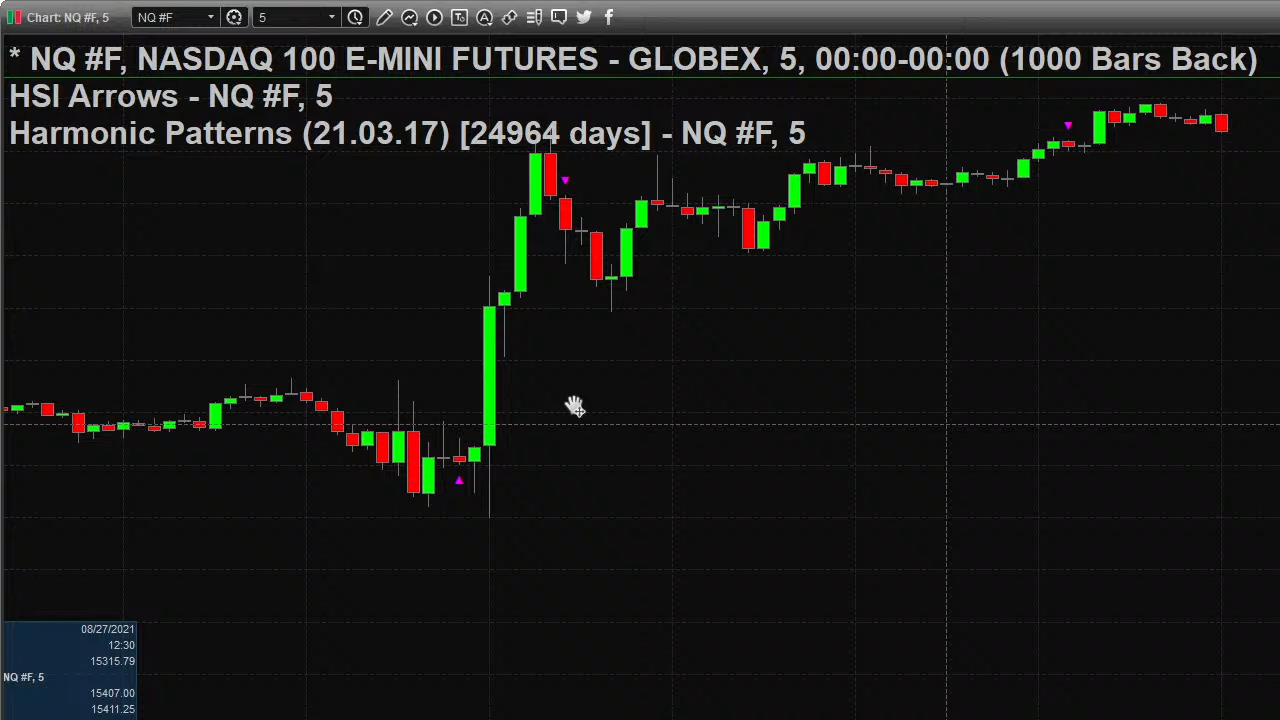 Chart: NQ #F, 5
NQ #F
5
* NQ #F, NASDAQ 100 E-MINI FUTURES - GLOBEX, 5, 00:00-00:00 (1000 Bars Back)
HSI Arrows - NQ #F, 5
Harmonic Patterns (21.03.17) [24964 days] - NQ #F, 5
08/27/2021
12:30
15315.79
NQ #F, 5
15407.00
15411.25